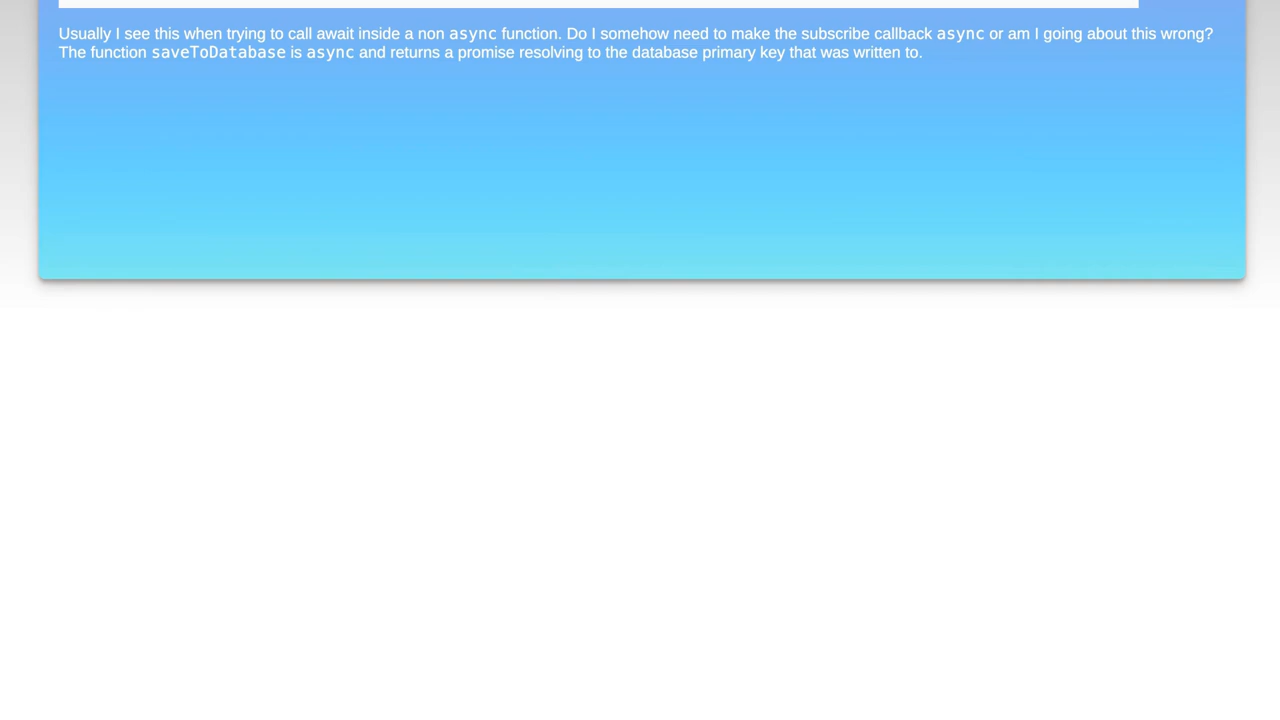 Usually I see this when trying to call await inside a non async function. Do I somehow need to make the subscribe callback async or am I going about this wrong?
The function saveToDatabase is async and returns a promise resolving to the database primary key that was written to.